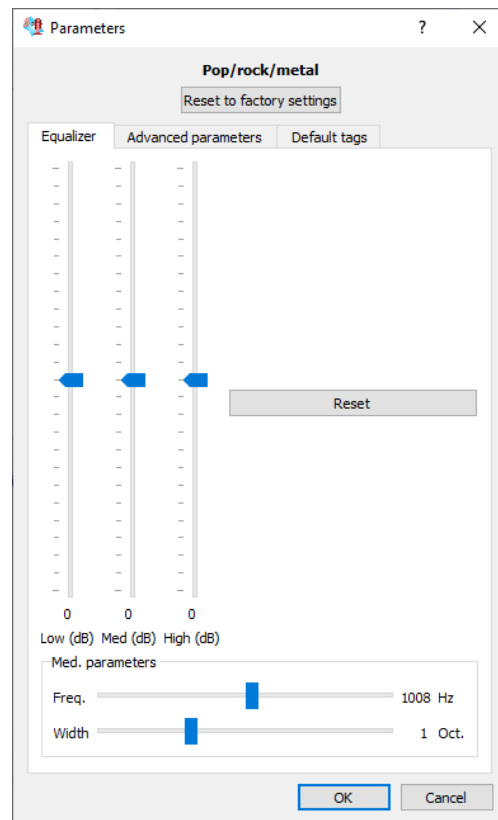 Parameters
Pop/rock/metal
Reset to factory settings
Equalizer Advanced parameters Default tags
Reset
0 0 0
Low (dB) Med (dB) High (dB)
Med. parameters
Freq. 1008 Hz
Width 1 Oct.
OK Cancel